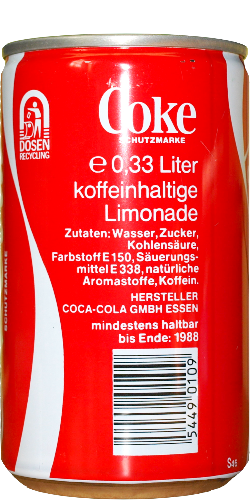 Coke
SCHUTZMARKE
DOSEN
RECYCLING
℮ 0,33 Liter
koffeinhaltige
Limonade
Zutaten: Wasser, Zucker,
Kohlensäure,
Farbstoff E 150, Säuerungs-
mittel E 338, natürliche
Aromastoffe, Koffein.
HERSTELLER
COCA-COLA GMBH ESSEN
mindestens haltbar
bis Ende: 1988
5449 0109
SCHUTZMARKE